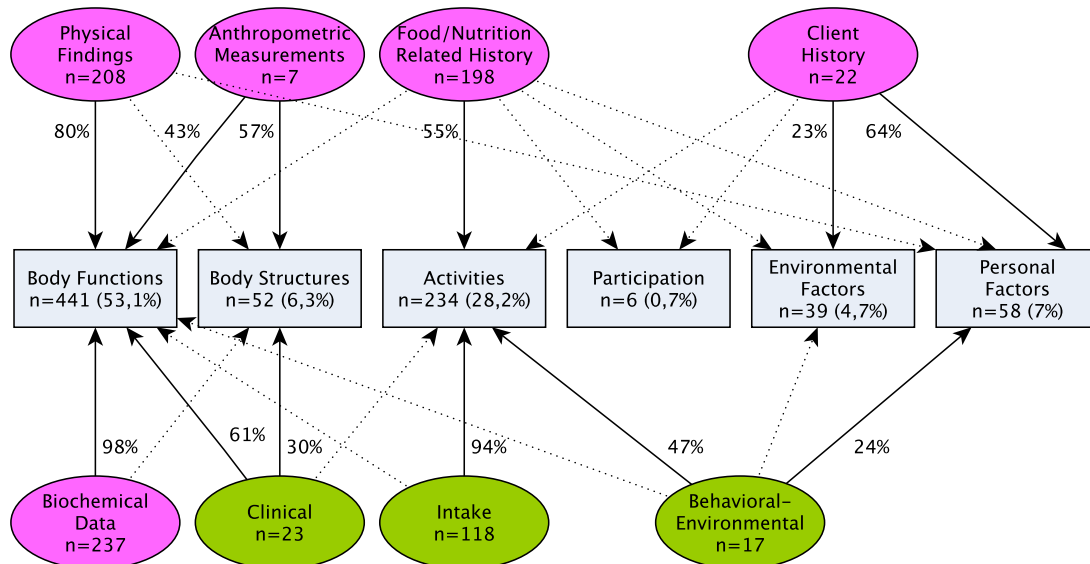 Physical
Findings
n=208
Anthropometric
Measurements
n=7
Food/Nutrition
Related History
n=198
Client
History
n=22
80%
43%
57%
55%
23%
64%
Body Functions
n=441 (53,1%)
Body Structures
n=52 (6,3%)
Activities
n=234 (28,2%)
Participation
n=6 (0,7%)
Environmental
Factors
n=39 (4,7%)
Personal
Factors
n=58 (7%)
98%
61%
30%
94%
47%
24%
Biochemical
Data
n=237
Clinical
n=23
Intake
n=118
Behavioral-
Environmental
n=17